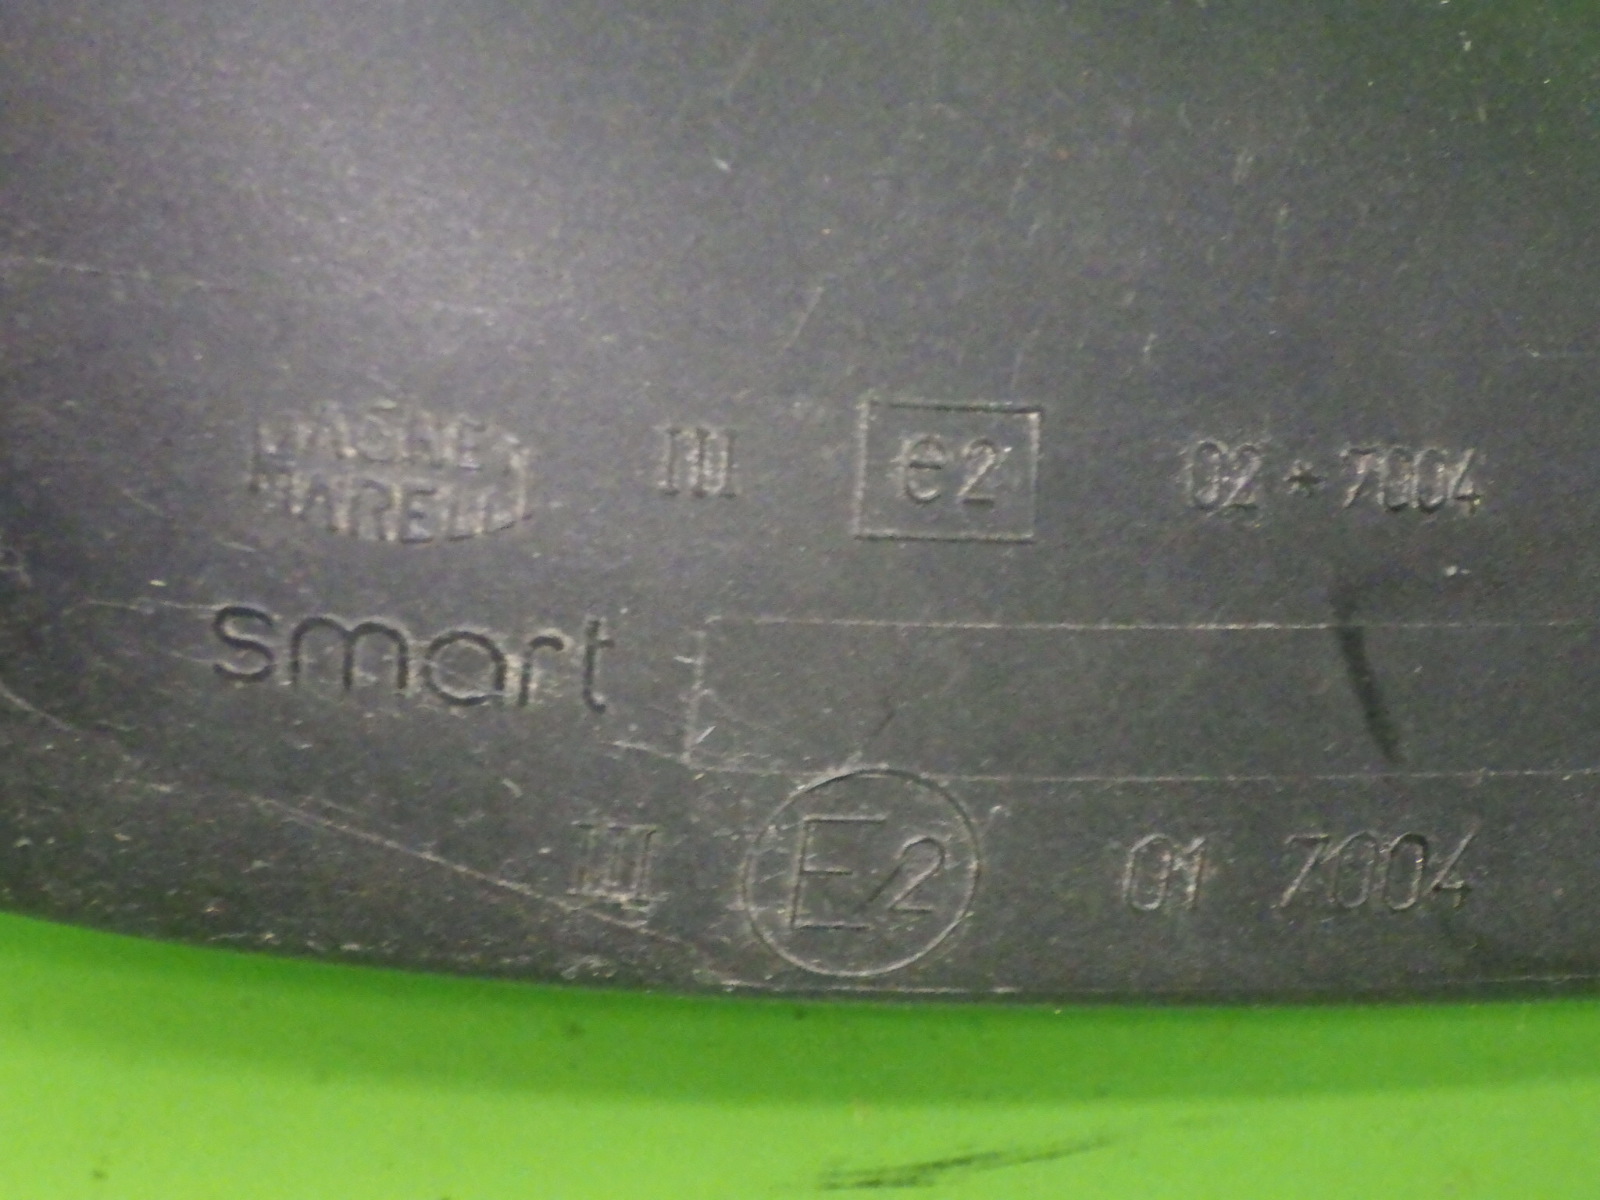 MAGNETI MARELLI III e2 02 * 7004
smart
III E2 01 7004